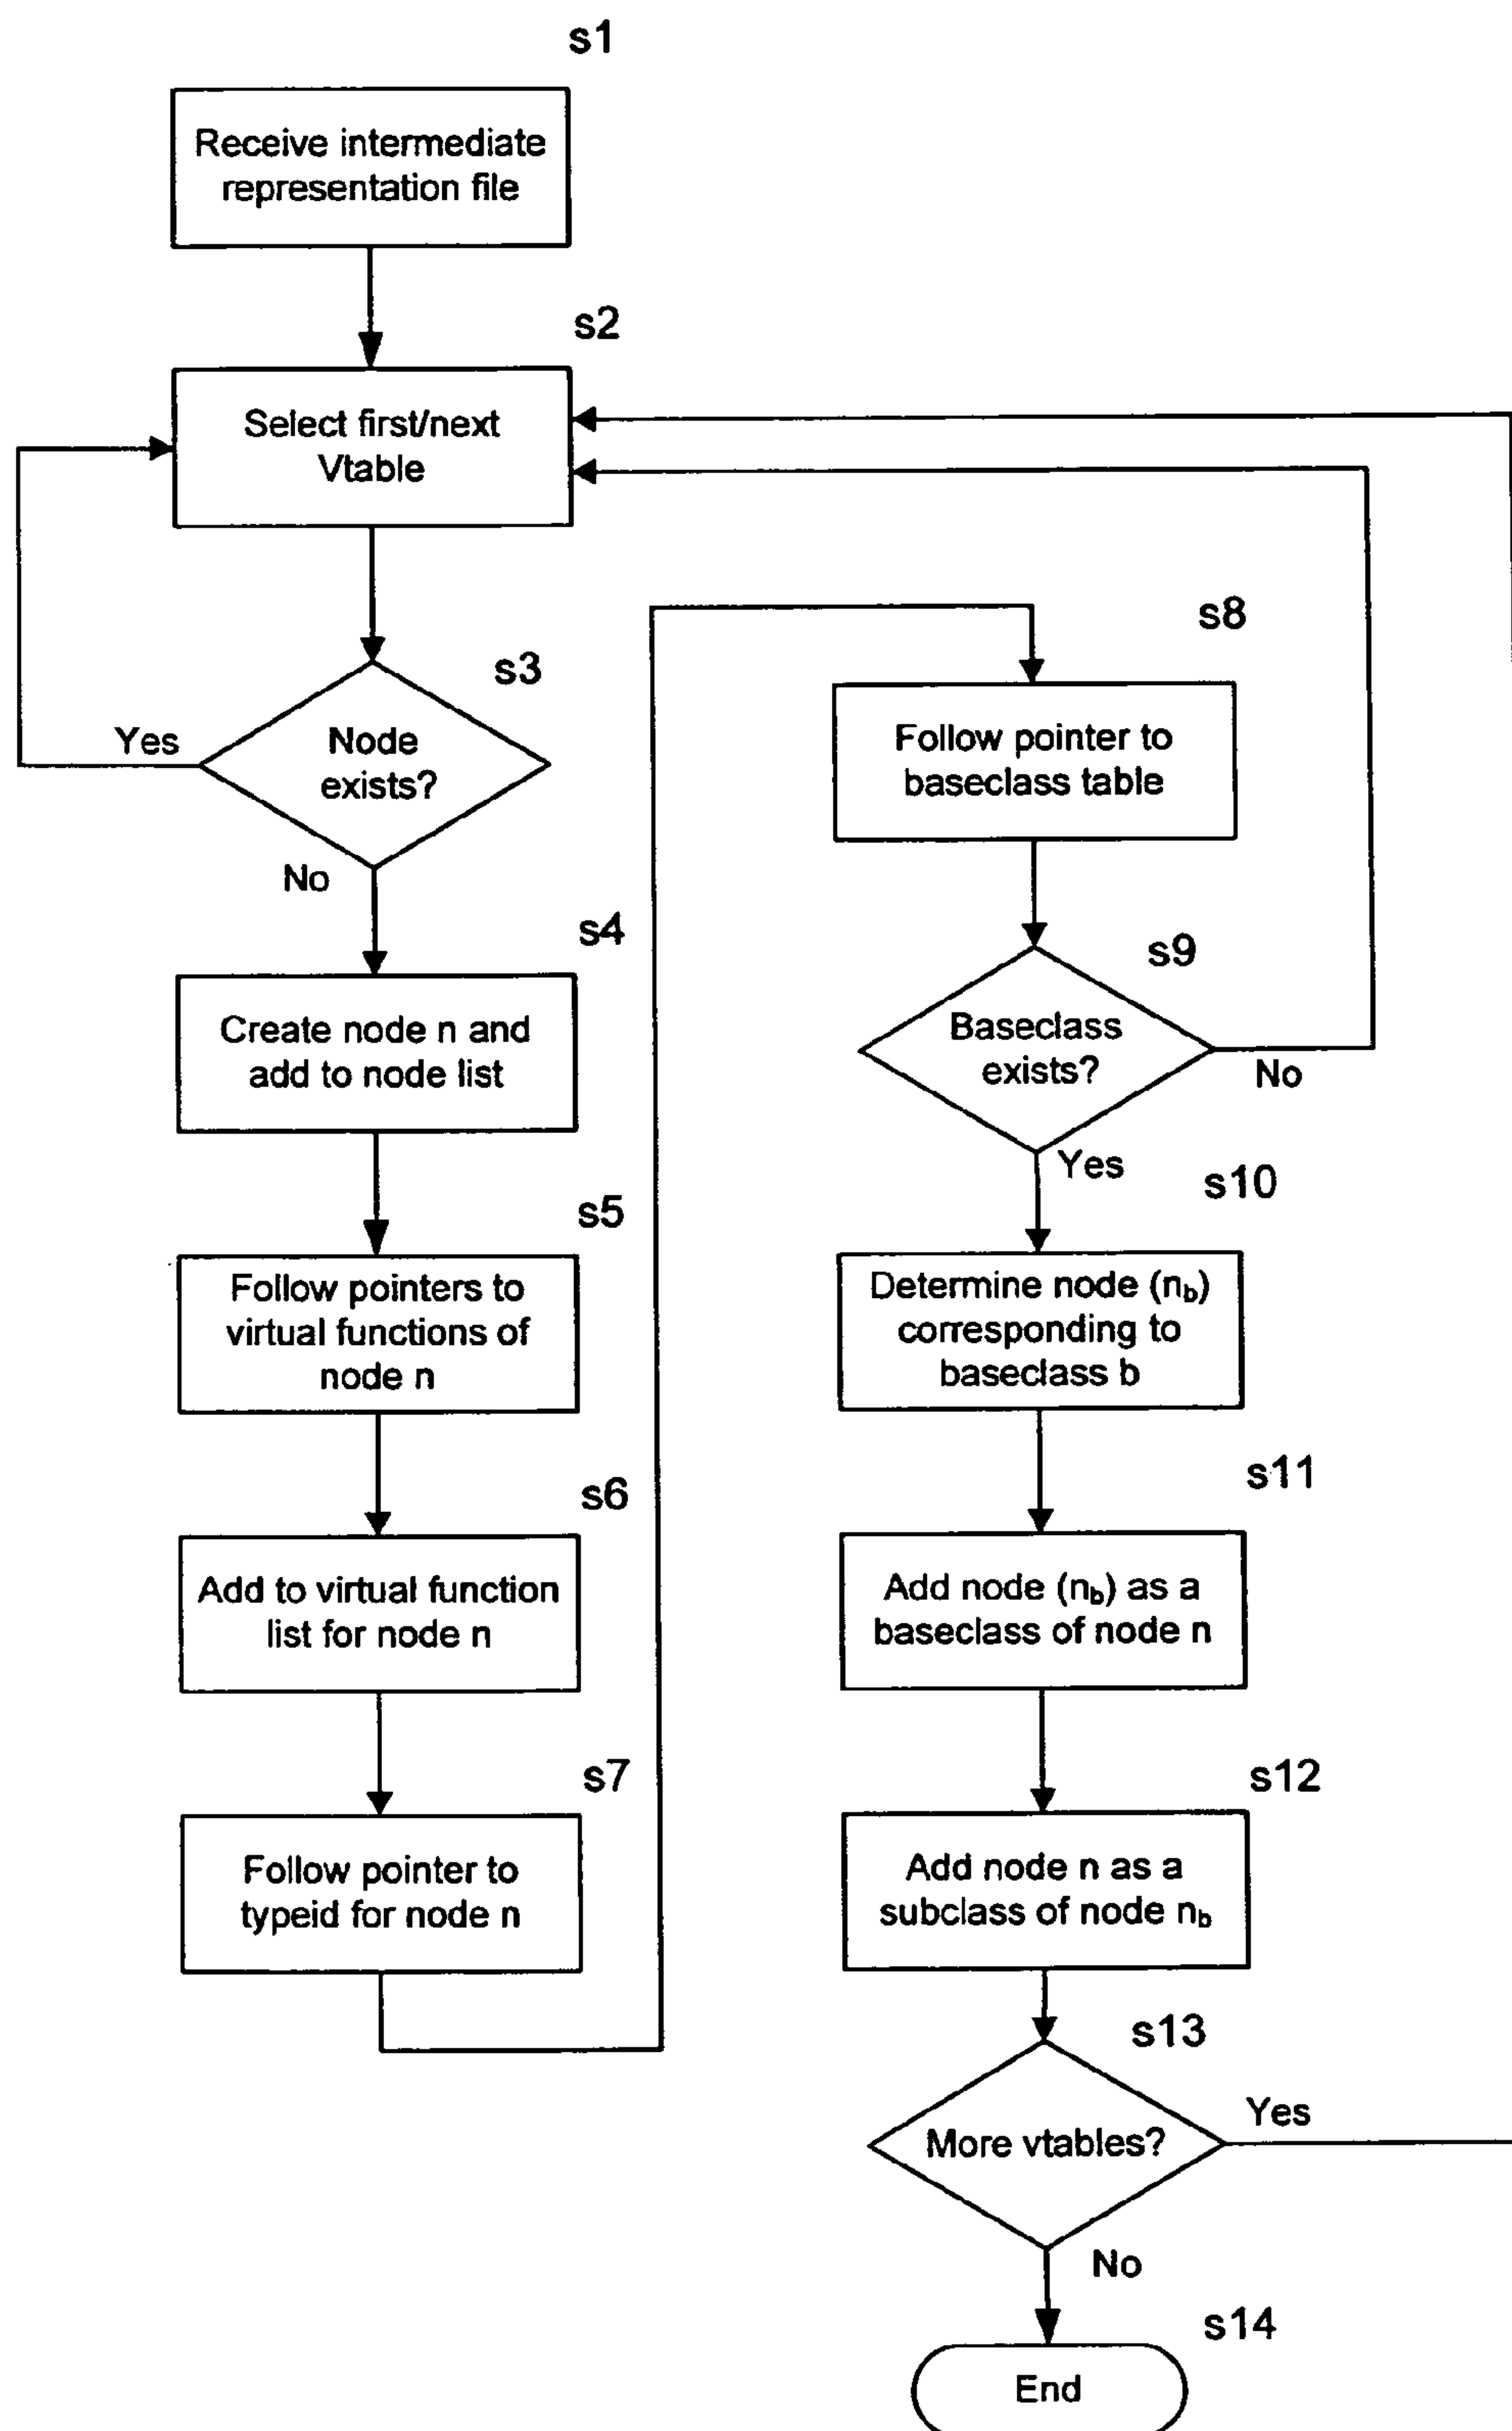 s1
Receive intermediate
representation file
s2
Select first/next
Vtable
s3
Node
exists?
Yes
No
s4
Create node n and
add to node list
s5
Follow pointers to
virtual functions of
node n
s6
Add to virtual function
list for node n
s7
Follow pointer to
typeid for node n
s8
Follow pointer to
baseclass table
s9
Baseclass
exists?
No
Yes
s10
Determine node (nb)
corresponding to
baseclass b
s11
Add node (nb) as a
baseclass of node n
s12
Add node n as a
subclass of node nb
s13
More vtables?
Yes
No
s14
End